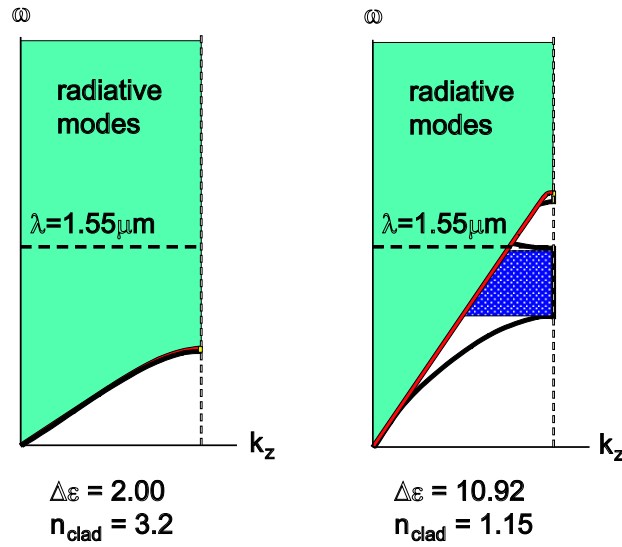 ω
radiative
modes
λ=1.55μm
k_z
Δε = 2.00
n_clad = 3.2
ω
radiative
modes
λ=1.55μm
k_z
Δε = 10.92
n_clad = 1.15